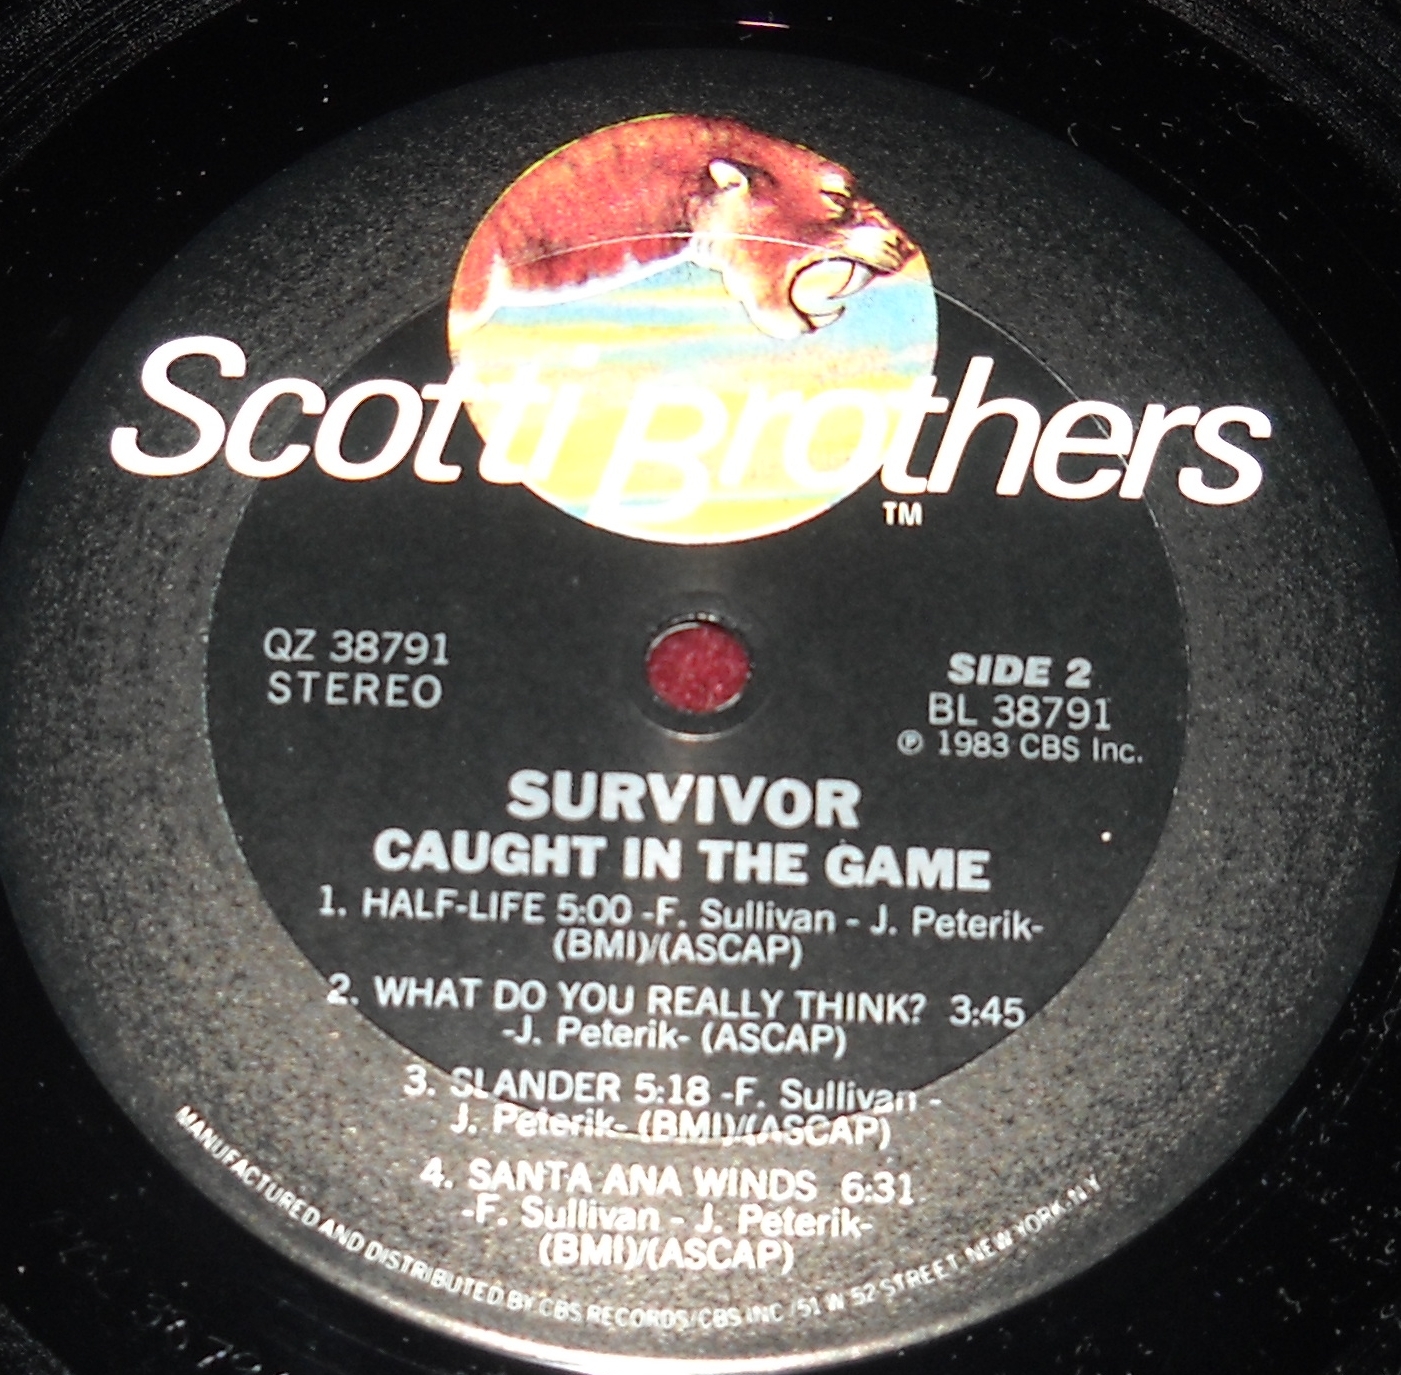 Scotti Brothers
TM
QZ 38791
STEREO
SIDE 2
BL 38791
℗ 1983 CBS Inc.
SURVIVOR
CAUGHT IN THE GAME
1. HALF-LIFE 5:00 -F. Sullivan - J. Peterik-
(BMI)/(ASCAP)
2. WHAT DO YOU REALLY THINK? 3:45
-J. Peterik- (ASCAP)
3. SLANDER 5:18 -F. Sullivan -
J. Peterik- (BMI)/(ASCAP)
4. SANTA ANA WINDS 6:31
-F. Sullivan - J. Peterik-
(BMI)/(ASCAP)
MANUFACTURED AND DISTRIBUTED BY CBS RECORDS/CBS INC./51 W 52 STREET, NEW YORK, N.Y.